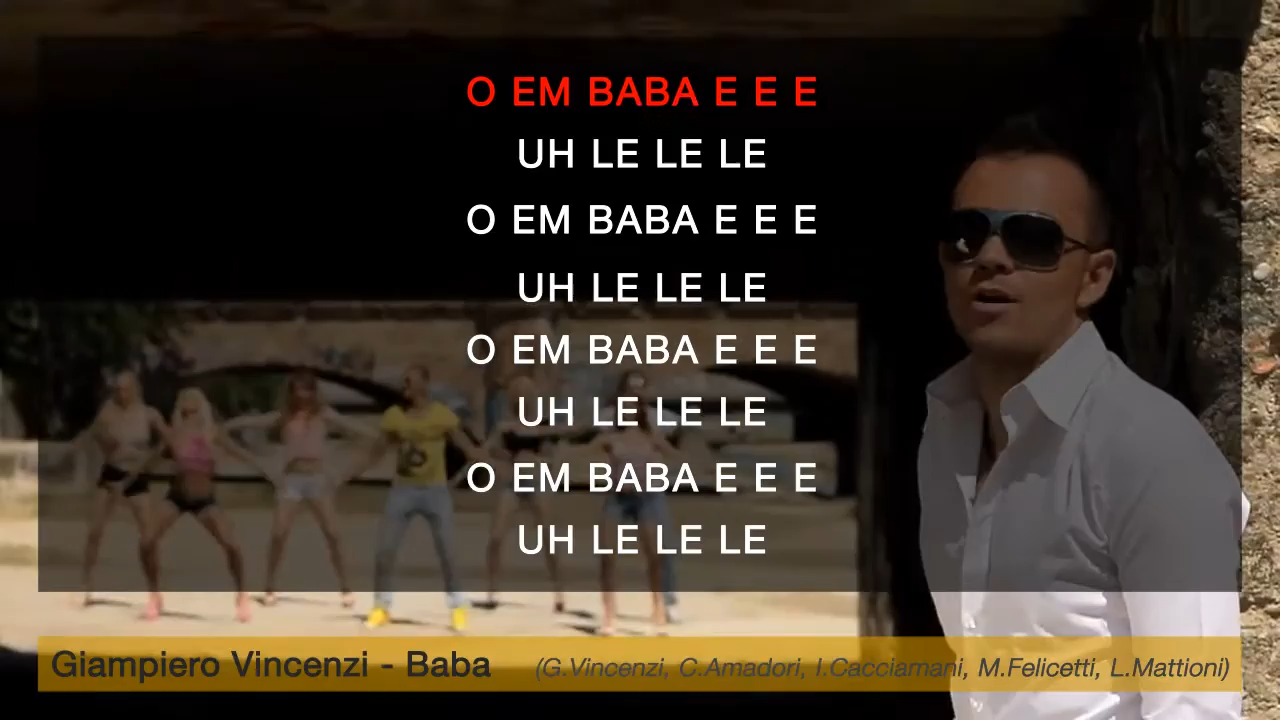 O EM BABA E E E
UH LE LE LE
O EM BABA E E E
UH LE LE LE
O EM BABA E E E
UH LE LE LE
O EM BABA E E E
UH LE LE LE
Giampiero Vincenzi - Baba (G.Vincenzi, C.Amadori, I.Cacciamani, M.Felicetti, L.Mattioni)